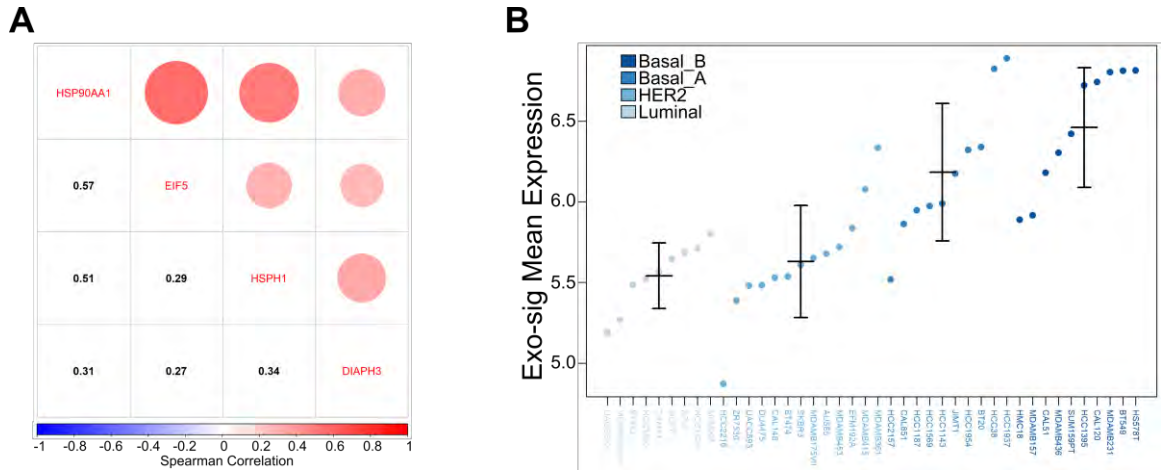 A
HSP90AA1
0.57
EIF5
0.51
0.29
HSPH1
0.31
0.27
0.34
DIAPH3
-1
-0.8
-0.6
-0.4
-0.2
0
0.2
0.4
0.6
0.8
1
Spearman Correlation
B
Exo-sig Mean Expression
Basal_B
Basal_A
HER2
Luminal
6.5
6.0
5.5
5.0
HCC2218
ZR7530
UACC893
DU4475
CAL148
BT474
SKBR3
MDAMB175VII
AU565
MDAMB453
EFM192A
MDAMB415
MDAMB361
HCC2157
CAL851
HCC1187
HCC1569
HCC1143
JIMT1
HCC1954
BT20
HCC38
HCC1937
HMC18
MDAMB157
CAL51
MDAMB436
SUM159PT
HCC1395
CAL120
MDAMB231
BT549
HS578T